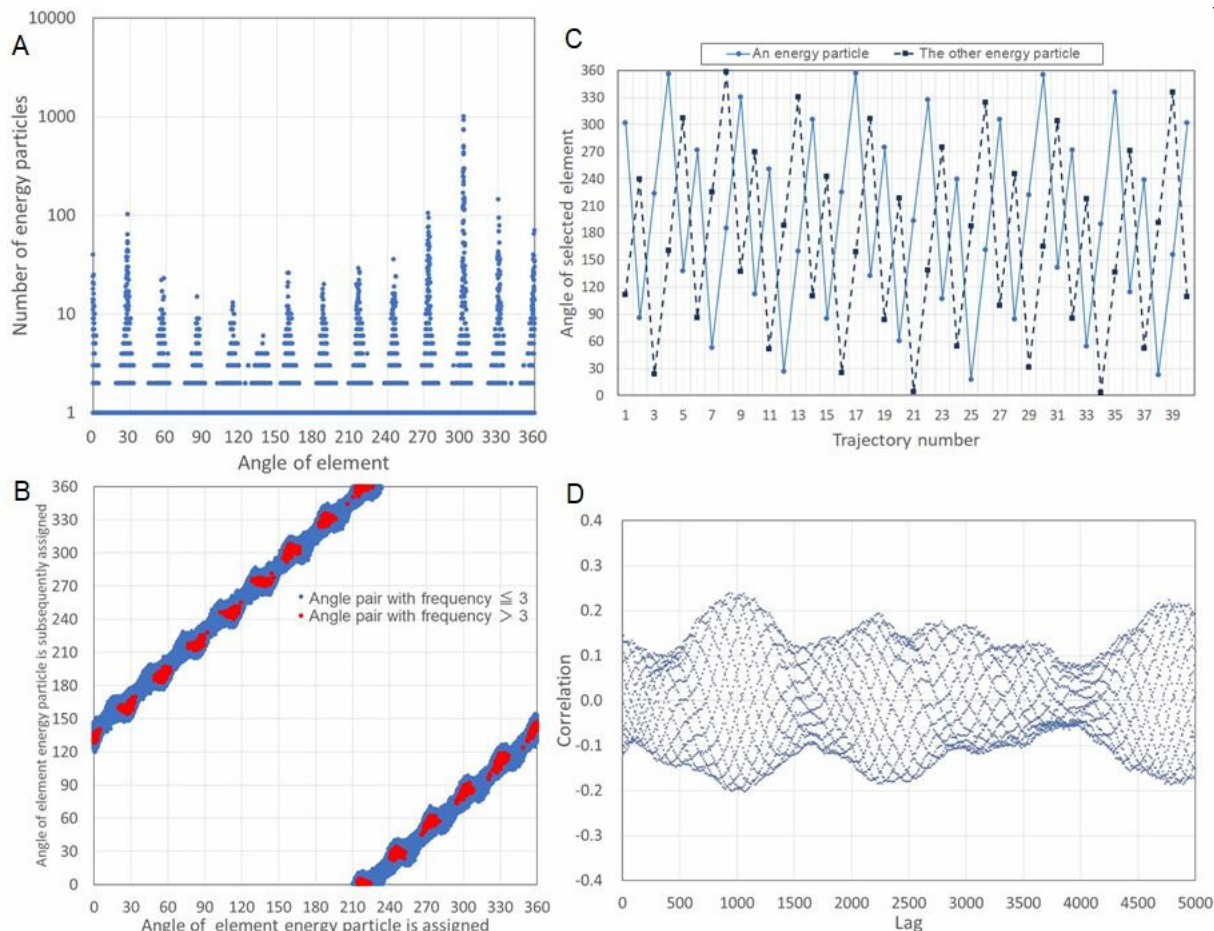 A
10000
1000
100
10
1
Number of energy particles
0 30 60 90 120 150 180 210 240 270 300 330 360
Angle of element
C
An energy particle The other energy particle
360
330
300
270
240
210
180
150
120
90
60
30
0
Angle of selected element
1 3 5 7 9 11 13 15 17 19 21 23 25 27 29 31 33 35 37 39
Trajectory number
B
360
330
300
270
240
210
180
150
120
90
60
30
0
Angle of element energy particle is subsequently assigned
Angle pair with frequency ≦ 3
Angle pair with frequency > 3
0 30 60 90 120 150 180 210 240 270 300 330 360
Angle of element energy particle is assigned
D
0.4
0.3
0.2
0.1
0.0
-0.1
-0.2
-0.3
-0.4
Correlation
0 500 1000 1500 2000 2500 3000 3500 4000 4500 5000
Lag